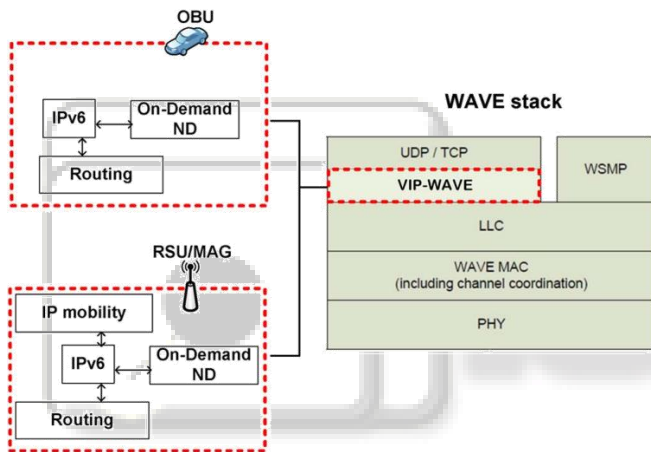 OBU
IPv6
On-Demand
ND
Routing
RSU/MAG
IP mobility
IPv6
On-Demand
ND
Routing
WAVE stack
UDP / TCP
VIP-WAVE
WSMP
LLC
WAVE MAC
(including channel coordination)
PHY